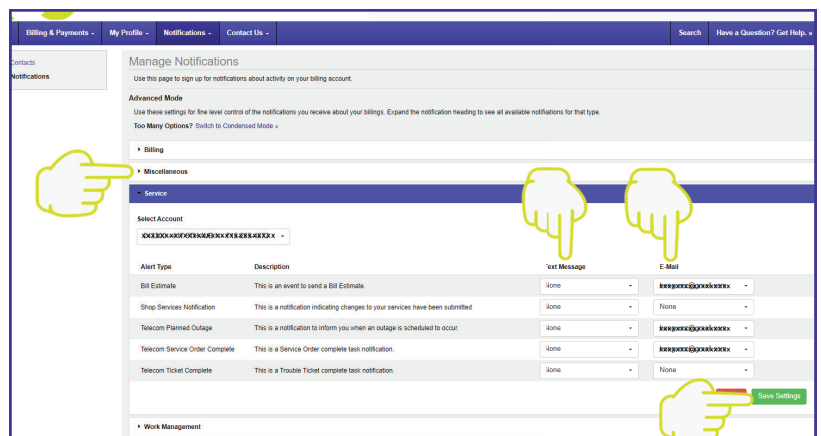 Billing & Payments - My Profile - Notifications - Contact Us - Search Have a Question? Get Help. »
Contacts
Notifications
Manage Notifications
Use this page to sign up for notifications about activity on your billing account.
Advanced Mode
Use these settings for fine level control of the notifications you receive about your billings. Expand the notification heading to see all available notifiations for that type.
Too Many Options? Switch to Condensed Mode »
Billing
Miscellaneous
Service
Select Account
Alert Type Description Text Message E-Mail
Bill Estimate This is an event to send a Bill Estimate. None
Shop Services Notification This is a notification indicating changes to your services have been submitted None None
Telecom Planned Outage This is a notification to inform you when an outage is scheduled to occur. None
Telecom Service Order Complete This is a Service Order complete task notification. None
Telecom Ticket Complete This is a Trouble Ticket complete task notification. None None
Save Settings
Work Management